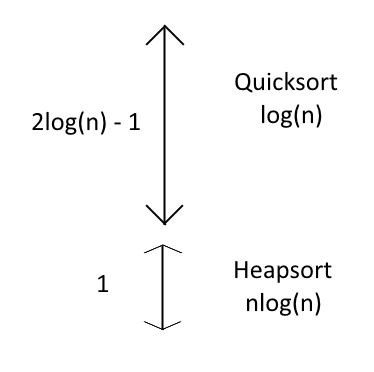 2log(n) - 1
Quicksort
log(n)
1
Heapsort
nlog(n)